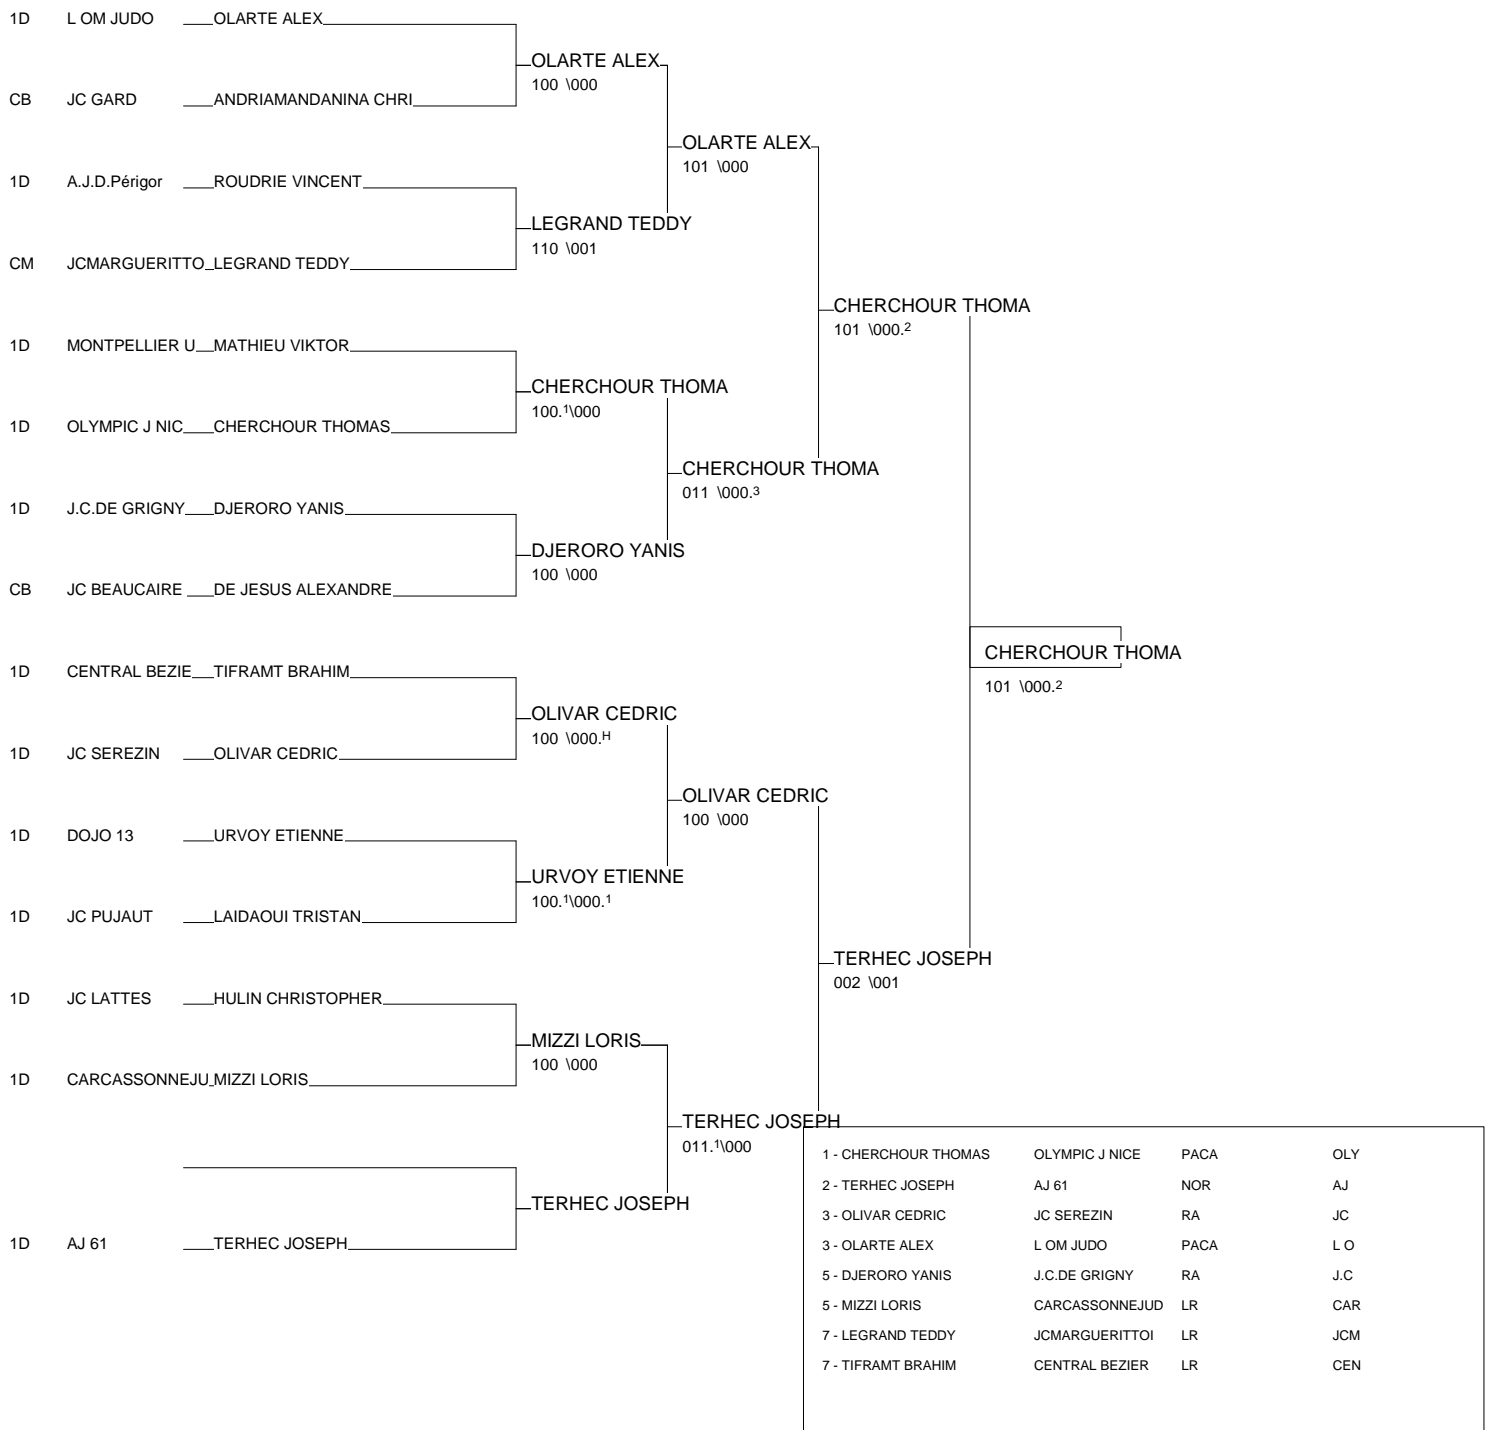 1D L OM JUDO OLARTE ALEX
OLARTE ALEX
100 \000
CB JC GARD ANDRIAMANDANINA CHRI
OLARTE ALEX
101 \000
1D A.J.D.Périgor ROUDRIE VINCENT
LEGRAND TEDDY
110 \001
CM JCMARGUERITTO LEGRAND TEDDY
CHERCHOUR THOMA
101 \000.2
1D MONTPELLIER U MATHIEU VIKTOR
CHERCHOUR THOMA
100.1\000
1D OLYMPIC J NIC CHERCHOUR THOMAS
CHERCHOUR THOMA
011 \000.3
1D J.C.DE GRIGNY DJERORO YANIS
DJERORO YANIS
100 \000
CB JC BEAUCAIRE DE JESUS ALEXANDRE
CHERCHOUR THOMA
101 \000.2
1D CENTRAL BEZIE TIFRAMT BRAHIM
OLIVAR CEDRIC
100 \000.H
1D JC SEREZIN OLIVAR CEDRIC
OLIVAR CEDRIC
100 \000
1D DOJO 13 URVOY ETIENNE
URVOY ETIENNE
100.1\000.1
1D JC PUJAUT LAIDAOUI TRISTAN
TERHEC JOSEPH
002 \001
1D JC LATTES HULIN CHRISTOPHER
MIZZI LORIS
100 \000
1D CARCASSONNEJU MIZZI LORIS
TERHEC JOSEPH
011.1\000
TERHEC JOSEPH
1D AJ 61 TERHEC JOSEPH
1 - CHERCHOUR THOMAS OLYMPIC J NICE PACA OLY
2 - TERHEC JOSEPH AJ 61 NOR AJ
3 - OLIVAR CEDRIC JC SEREZIN RA JC
3 - OLARTE ALEX L OM JUDO PACA L O
5 - DJERORO YANIS J.C.DE GRIGNY RA J.C
5 - MIZZI LORIS CARCASSONNEJUD LR CAR
7 - LEGRAND TEDDY JCMARGUERITTOI LR JCM
7 - TIFRAMT BRAHIM CENTRAL BEZIER LR CEN